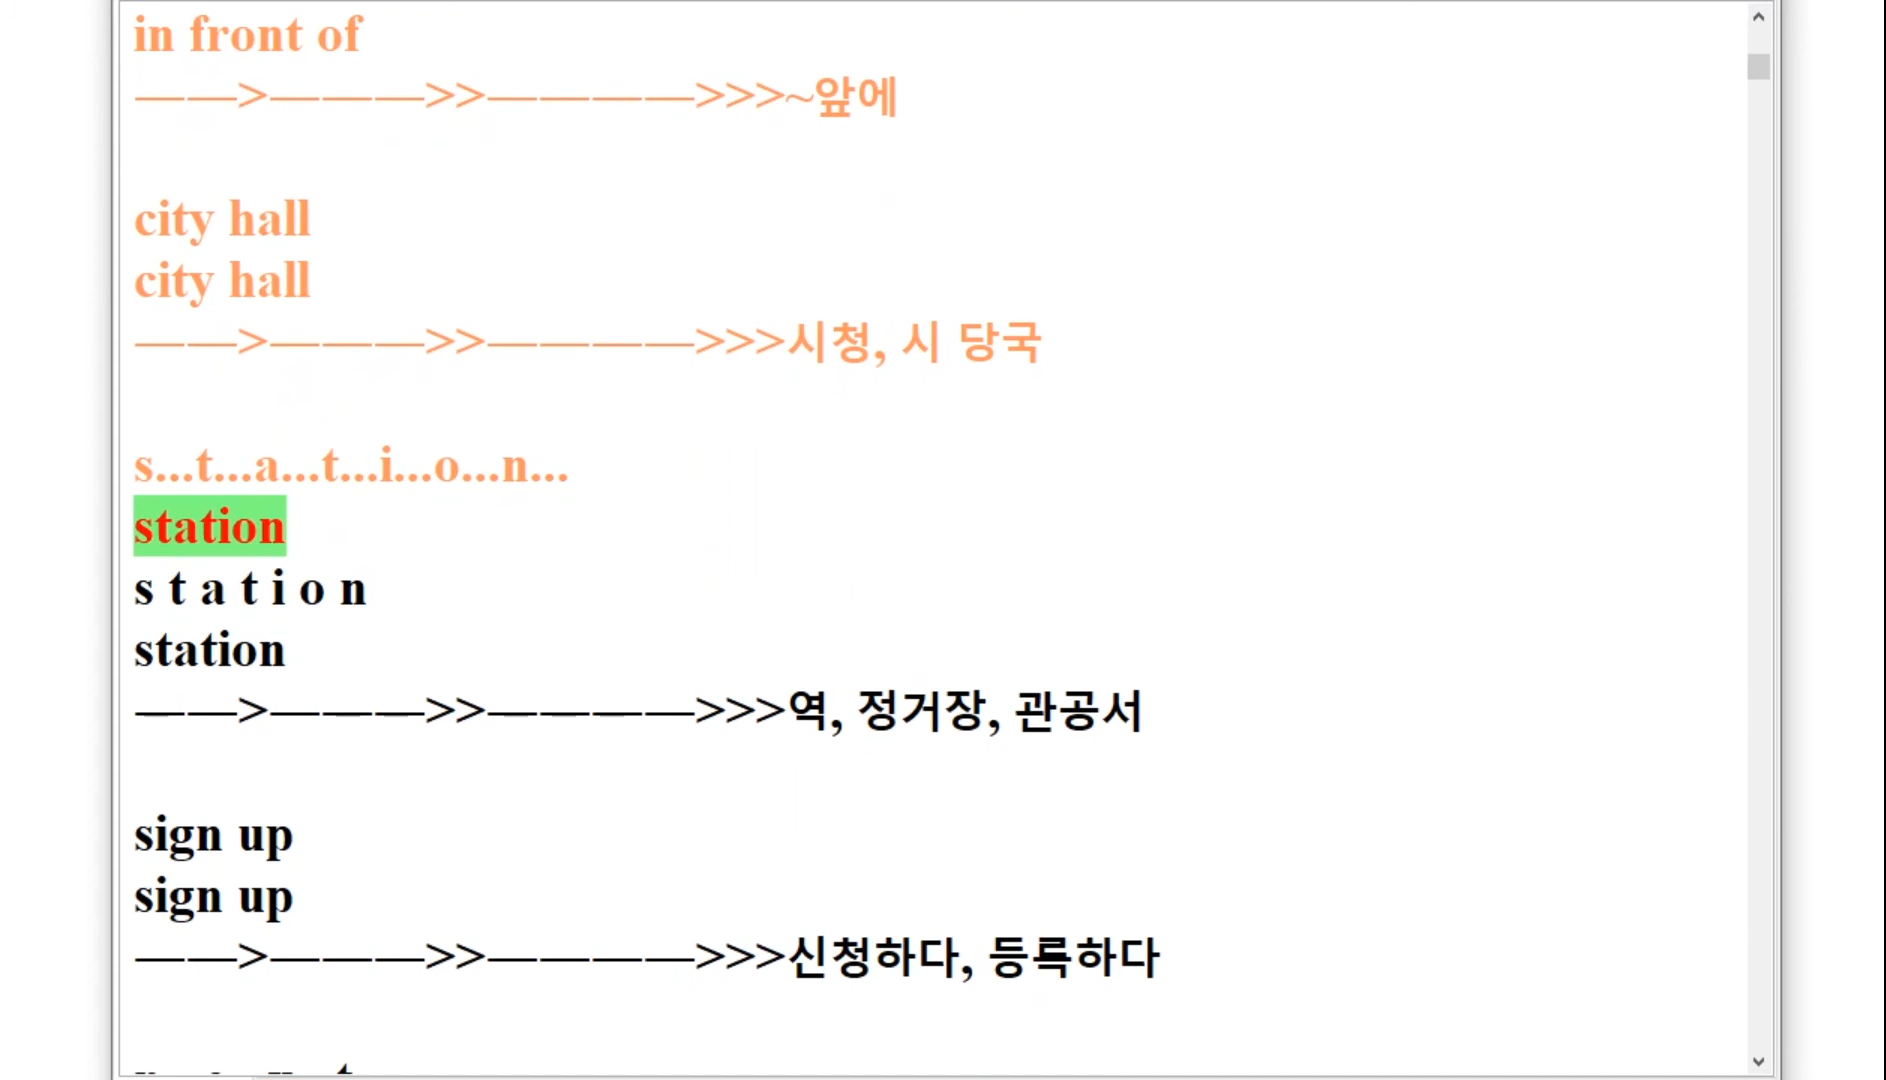 in front of
——>———>>————>>>~앞에
city hall
city hall
——>———>>————>>>시청, 시 당국
s...t...a...t...i...o...n...
station
s t a t i o n
station
——>———>>————>>>역, 정거장, 관공서
sign up
sign up
——>———>>————>>>신청하다, 등록하다